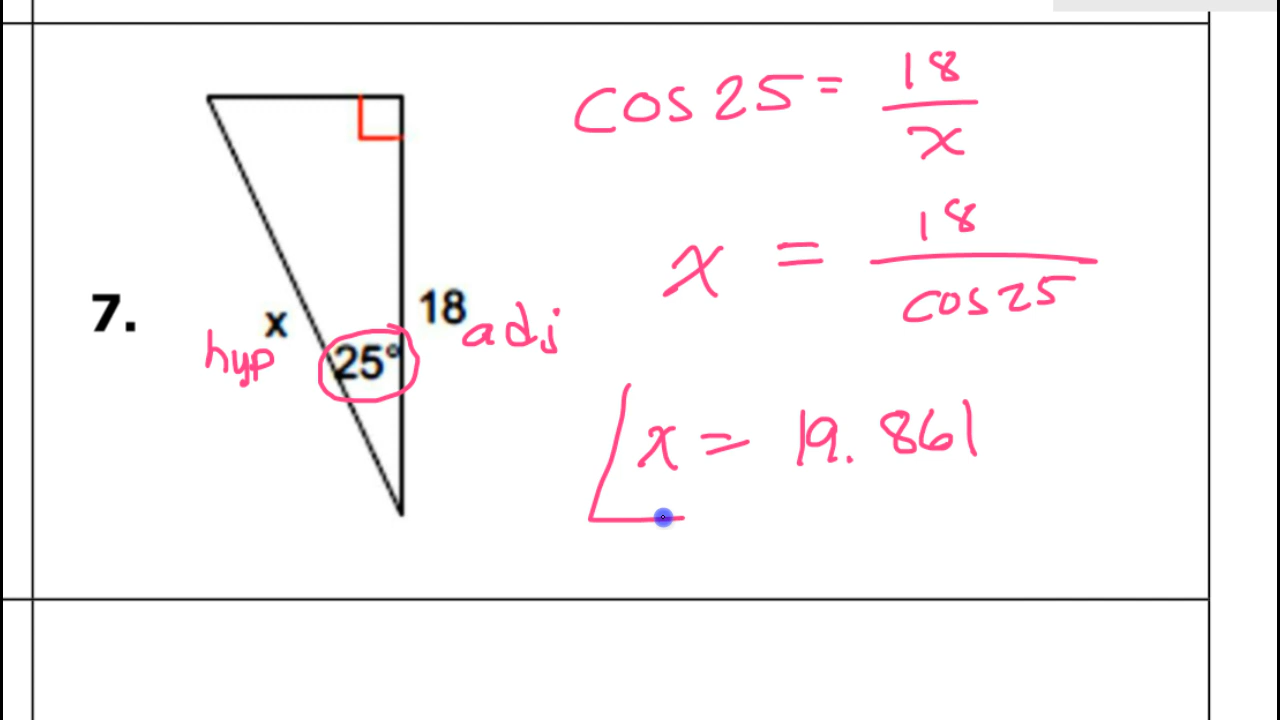 cos 25 = 18/x
x = 18/cos 25
7.
x
18
adj
hyp
25°
x = 19.861